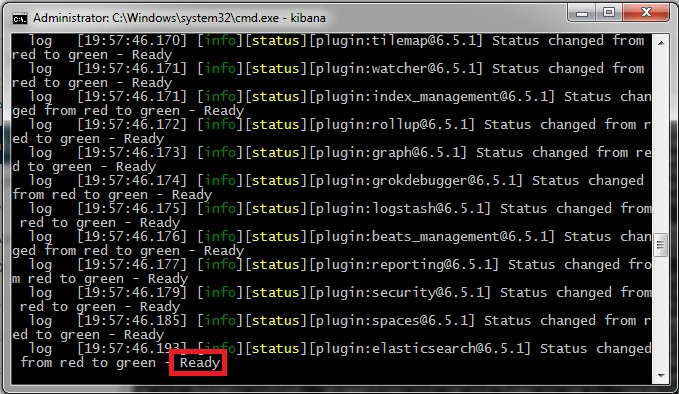 Administrator: C:\Windows\system32\cmd.exe - kibana
log [19:57:46.170] [info][status][plugin:tilemap@6.5.1] Status changed from
red to green - Ready
log [19:57:46.171] [info][status][plugin:watcher@6.5.1] Status changed from
red to green - Ready
log [19:57:46.171] [info][status][plugin:index_management@6.5.1] Status chan
ged from red to green - Ready
log [19:57:46.172] [info][status][plugin:rollup@6.5.1] Status changed from r
ed to green - Ready
log [19:57:46.173] [info][status][plugin:graph@6.5.1] Status changed from re
d to green - Ready
log [19:57:46.174] [info][status][plugin:grokdebugger@6.5.1] Status changed
from red to green - Ready
log [19:57:46.175] [info][status][plugin:logstash@6.5.1] Status changed from
red to green - Ready
log [19:57:46.176] [info][status][plugin:beats_management@6.5.1] Status chan
ged from red to green - Ready
log [19:57:46.177] [info][status][plugin:reporting@6.5.1] Status changed fro
m red to green - Ready
log [19:57:46.179] [info][status][plugin:security@6.5.1] Status changed from
red to green - Ready
log [19:57:46.185] [info][status][plugin:spaces@6.5.1] Status changed from r
ed to green - Ready
log [19:57:46.193] [info][status][plugin:elasticsearch@6.5.1] Status changed
from red to green - Ready